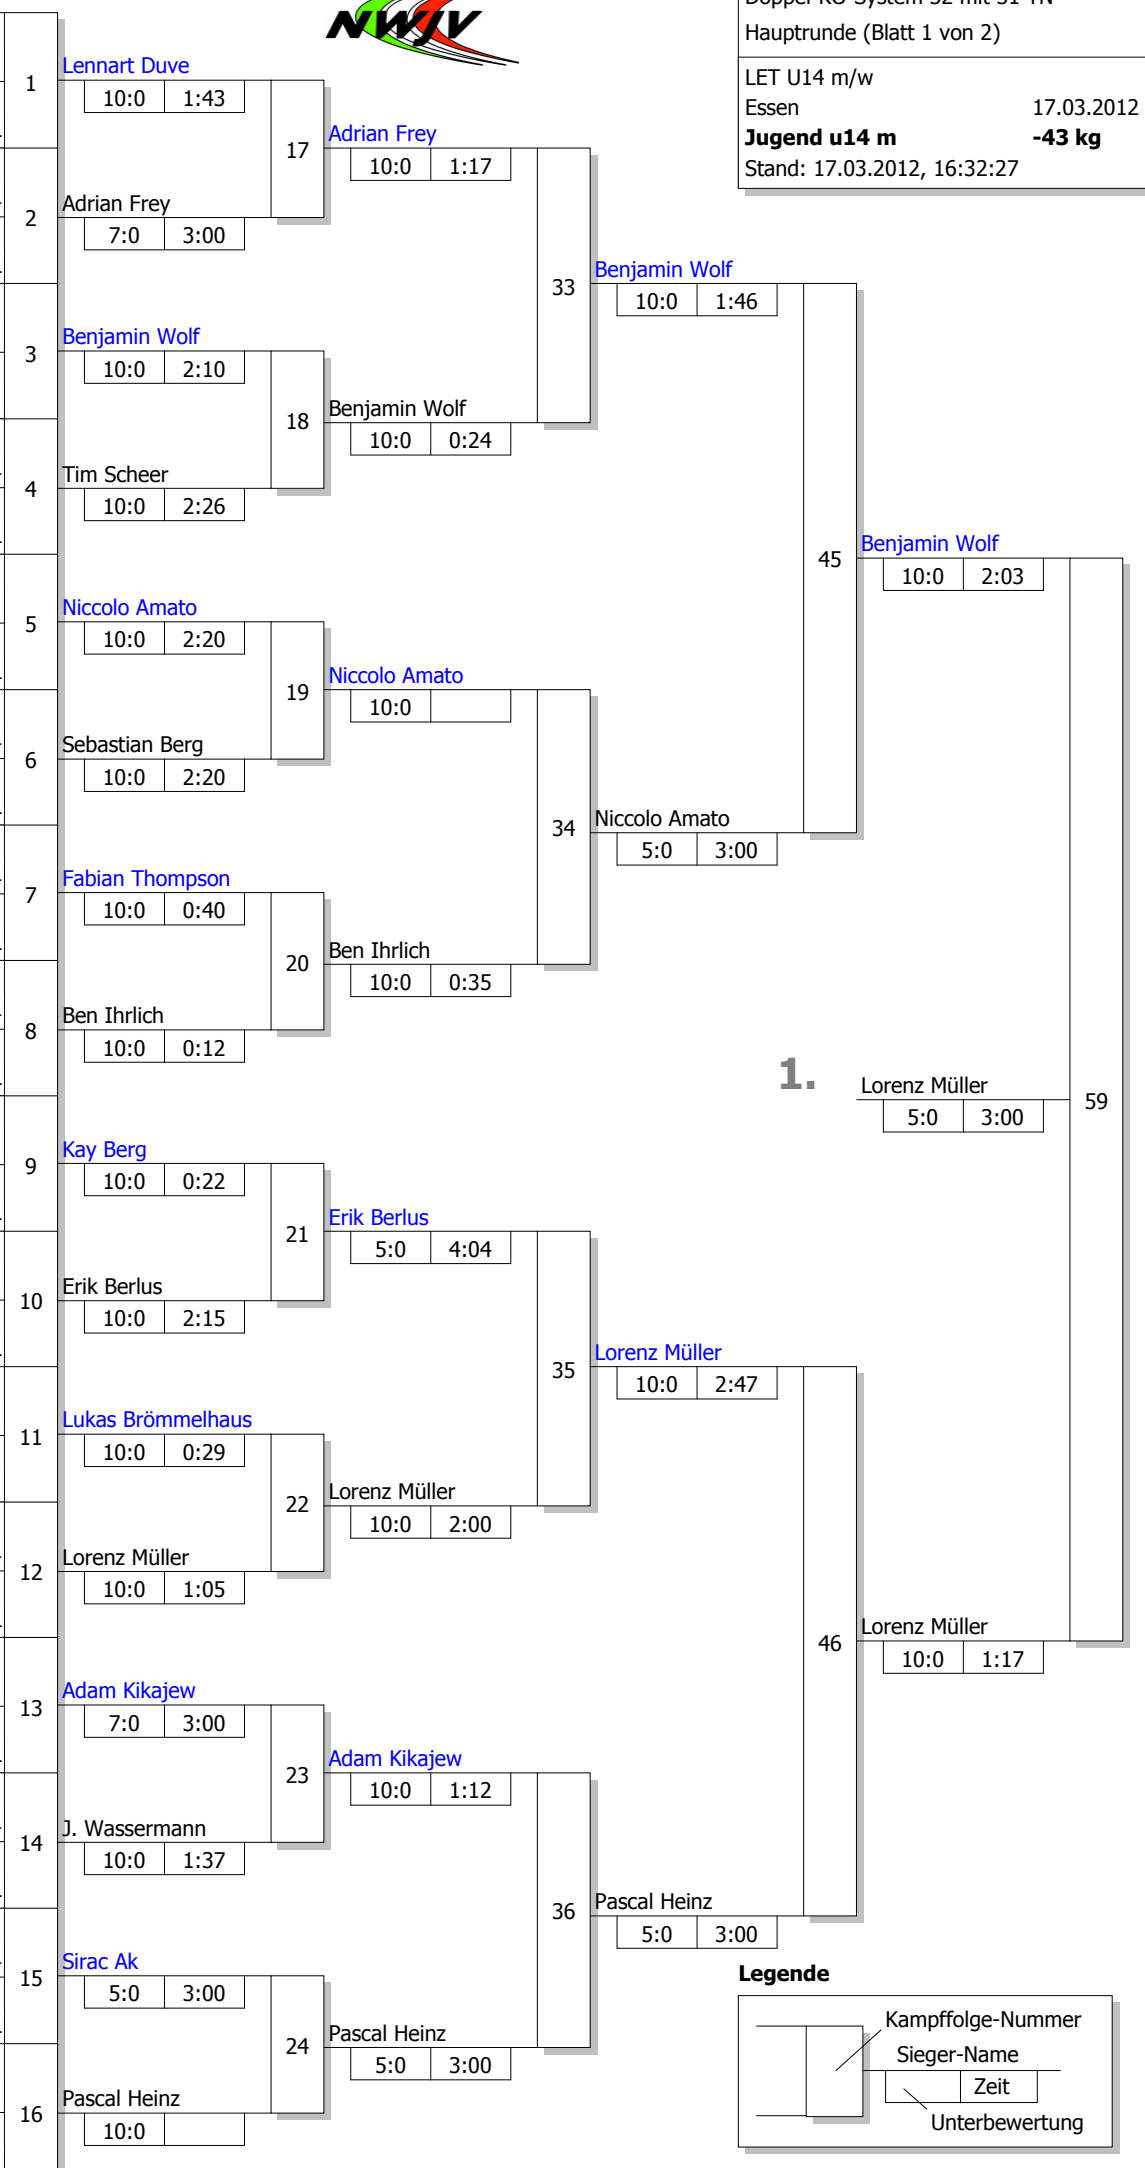 NWJV
Doppel-KO-System 32 mit 31 TN
Hauptrunde (Blatt 1 von 2)
LET U14 m/w
Essen 17.03.2012
Jugend u14 m -43 kg
Stand: 17.03.2012, 16:32:27
1
Lennart Duve
10:0 1:43
17
Adrian Frey
10:0 1:17
2
Adrian Frey
7:0 3:00
33
Benjamin Wolf
10:0 1:46
3
Benjamin Wolf
10:0 2:10
18
Benjamin Wolf
10:0 0:24
4
Tim Scheer
10:0 2:26
45
Benjamin Wolf
10:0 2:03
5
Niccolo Amato
10:0 2:20
19
Niccolo Amato
10:0
6
Sebastian Berg
10:0 2:20
34
Niccolo Amato
5:0 3:00
7
Fabian Thompson
10:0 0:40
20
Ben Ihrlich
10:0 0:35
8
Ben Ihrlich
10:0 0:12
1.
Lorenz Müller
5:0 3:00
59
9
Kay Berg
10:0 0:22
21
Erik Berlus
5:0 4:04
10
Erik Berlus
10:0 2:15
35
Lorenz Müller
10:0 2:47
11
Lukas Brömmelhaus
10:0 0:29
22
Lorenz Müller
10:0 2:00
12
Lorenz Müller
10:0 1:05
46
Lorenz Müller
10:0 1:17
13
Adam Kikajew
7:0 3:00
23
Adam Kikajew
10:0 1:12
14
J. Wassermann
10:0 1:37
36
Pascal Heinz
5:0 3:00
15
Sirac Ak
5:0 3:00
24
Pascal Heinz
5:0 3:00
16
Pascal Heinz
10:0
Legende
Kampffolge-Nummer
Sieger-Name
Zeit
Unterbewertung